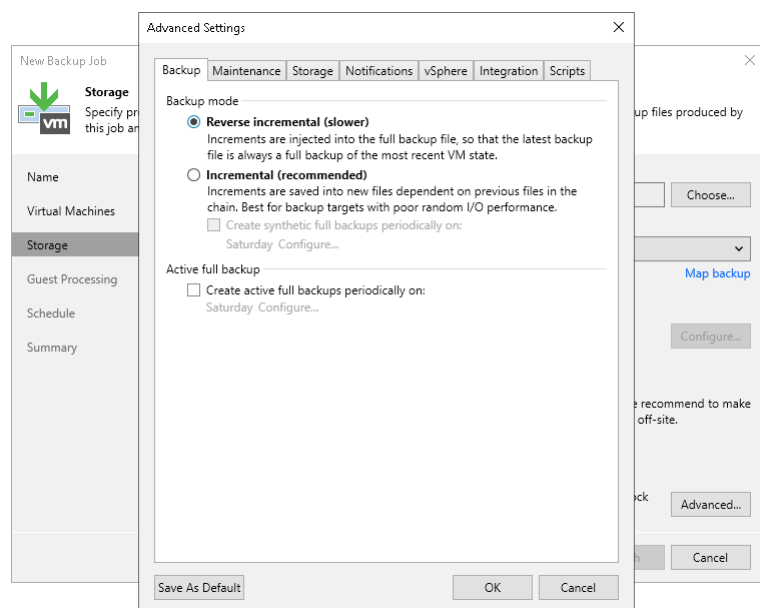 Advanced Settings
New Backup Job
vm
Storage
Specify pr
this job ar
up files produced by
Name
Virtual Machines
Storage
Guest Processing
Schedule
Summary
Backup Maintenance Storage Notifications vSphere Integration Scripts
Backup mode
Reverse incremental (slower)
Increments are injected into the full backup file, so that the latest backup
file is always a full backup of the most recent VM state.
Incremental (recommended)
Increments are saved into new files dependent on previous files in the
chain. Best for backup targets with poor random I/O performance.
Create synthetic full backups periodically on:
Saturday Configure...
Active full backup
Create active full backups periodically on:
Saturday Configure...
Choose...
Map backup
Configure...
e recommend to make
off-site.
ock
Advanced...
h
Cancel
Save As Default
OK
Cancel